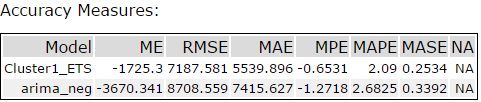 Accuracy Measures:
Model ME RMSE MAE MPE MAPE MASE NA
Cluster1_ETS -1725.3 7187.581 5539.896 -0.6531 2.09 0.2534 NA
arima_neg -3670.341 8708.559 7415.627 -1.2718 2.6825 0.3392 NA